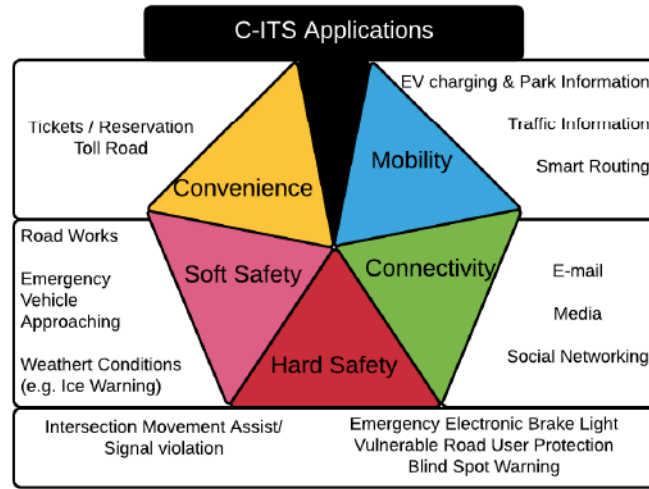 C-ITS Applications
Tickets / Reservation
Toll Road
Convenience
Mobility
EV charging & Park Information
Traffic Information
Smart Routing
Road Works
Emergency
Vehicle
Approaching
Weathert Conditions
(e.g. Ice Warning)
Soft Safety
Connectivity
E-mail
Media
Social Networking
Hard Safety
Intersection Movement Assist/
Signal violation
Emergency Electronic Brake Light
Vulnerable Road User Protection
Blind Spot Warning